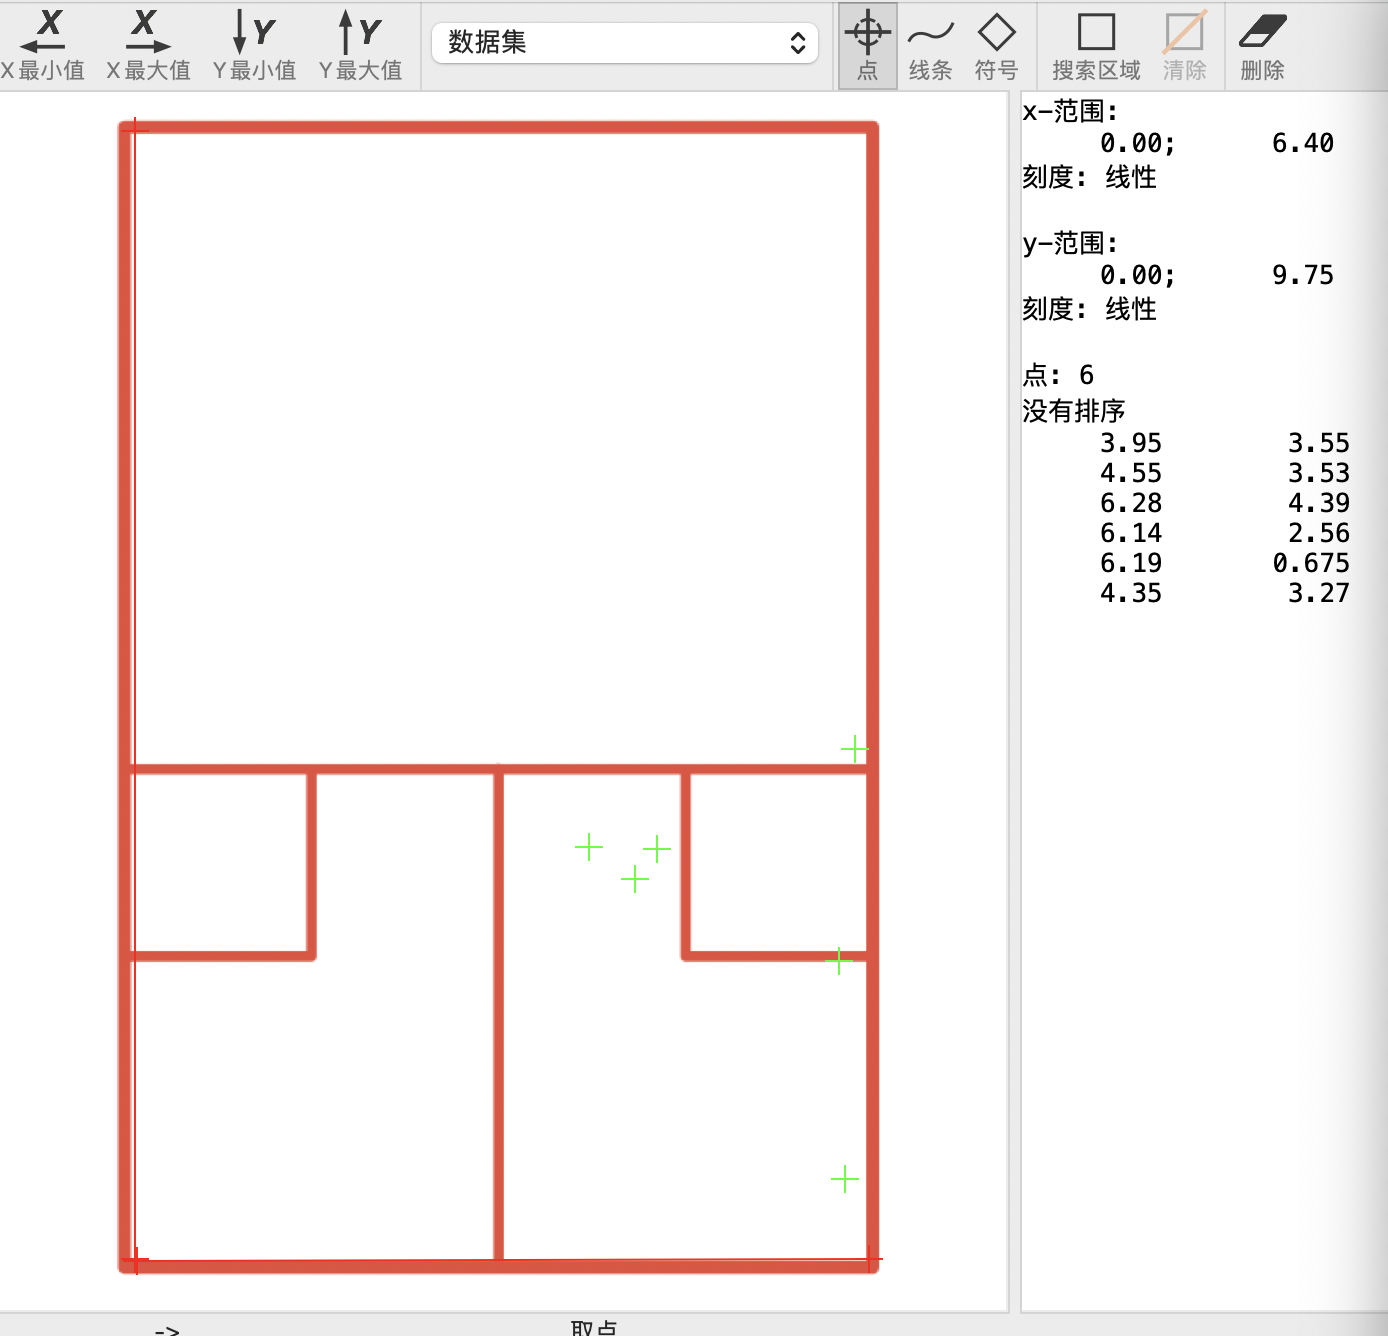 X
X
Y
Y
X 最小值
X 最大值
Y 最小值
Y 最大值
数据集
点
线条
符号
搜索区域
清除
删除
x-范围:
0.00; 6.40
刻度: 线性
y-范围:
0.00; 9.75
刻度: 线性
点: 6
没有排序
3.95 3.55
4.55 3.53
6.28 4.39
6.14 2.56
6.19 0.675
4.35 3.27
->
取点